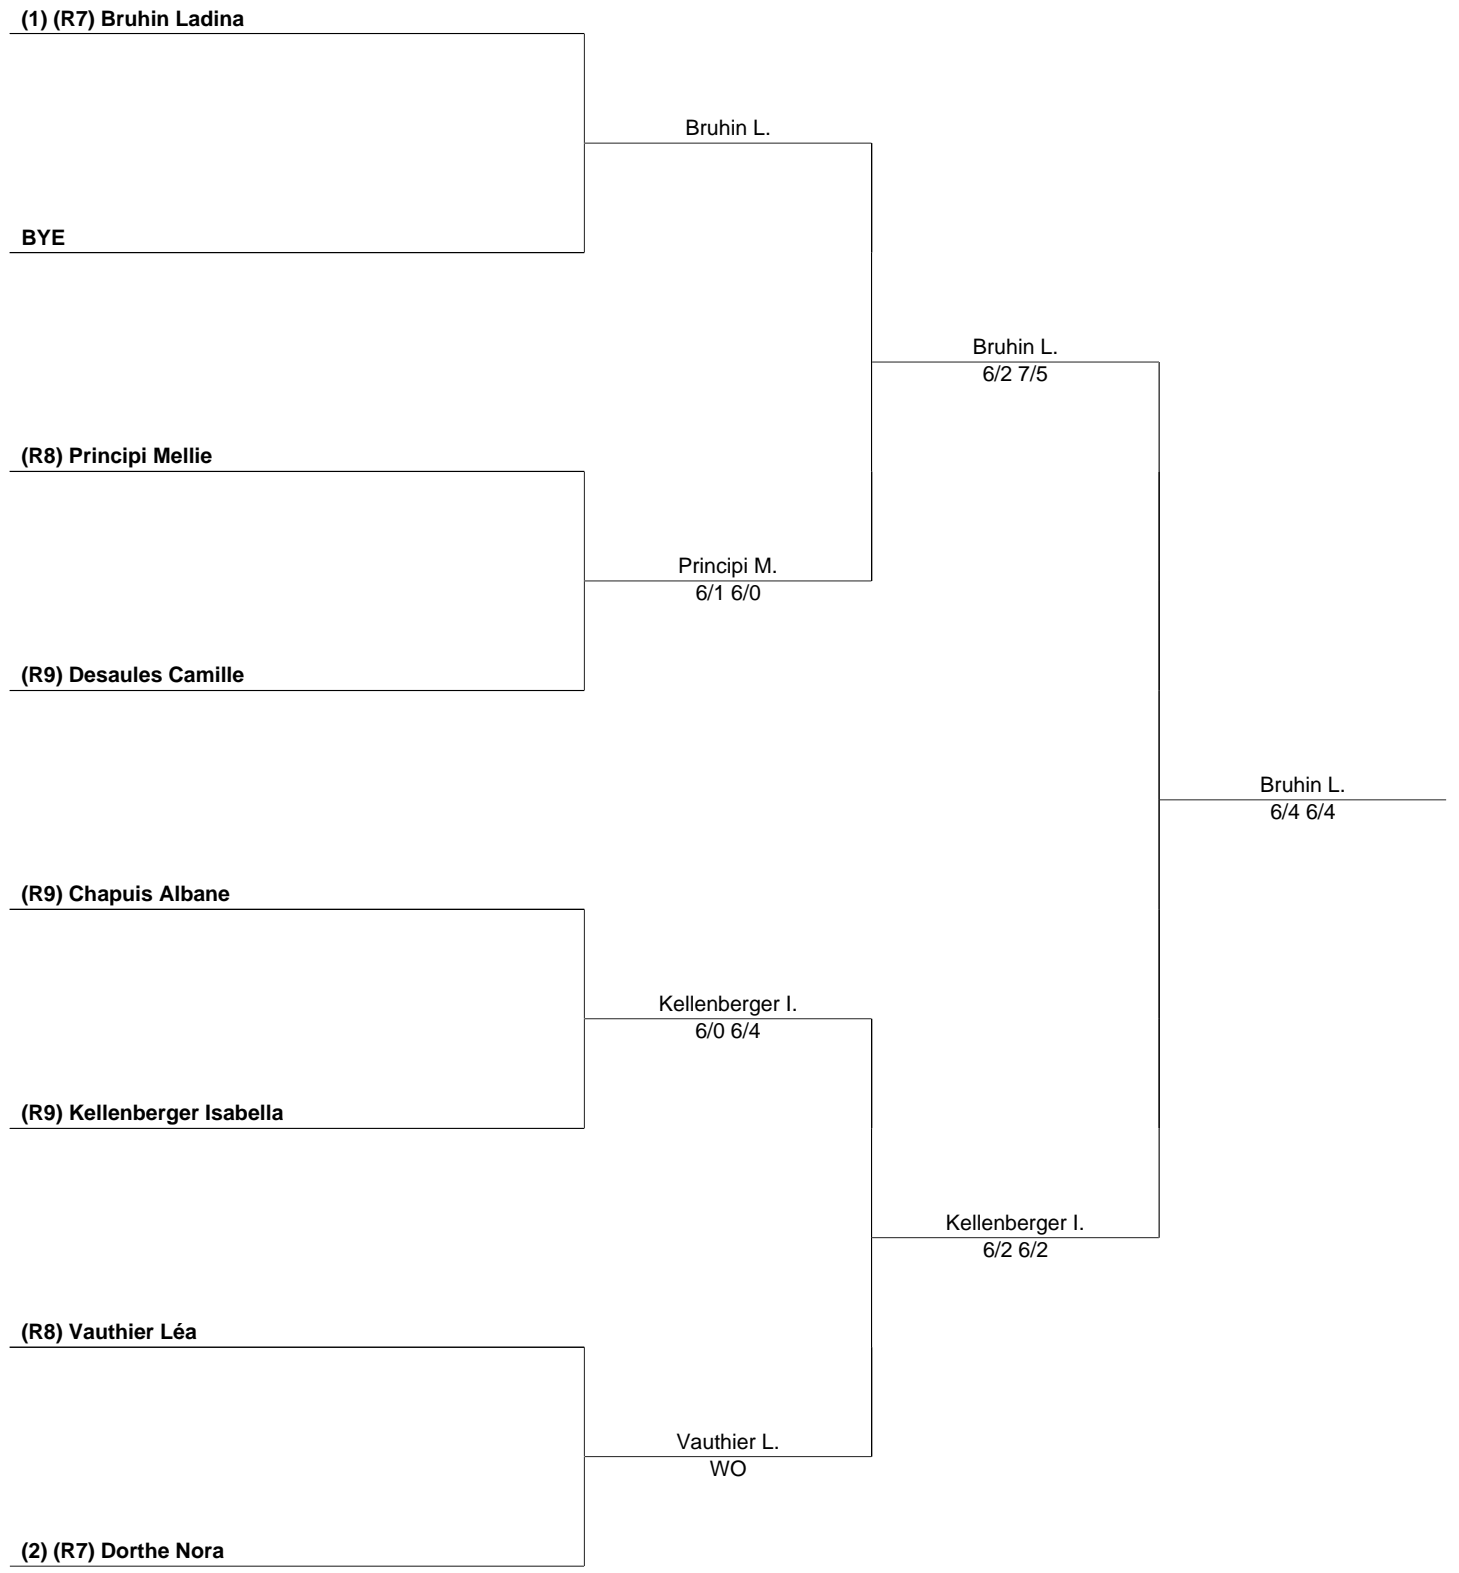 (1) (R7) Bruhin Ladina
Bruhin L.
BYE
Bruhin L.
6/2 7/5
(R8) Principi Mellie
Principi M.
6/1 6/0
(R9) Desaules Camille
Bruhin L.
6/4 6/4
(R9) Chapuis Albane
Kellenberger I.
6/0 6/4
(R9) Kellenberger Isabella
Kellenberger I.
6/2 6/2
(R8) Vauthier Léa
Vauthier L.
WO
(2) (R7) Dorthe Nora